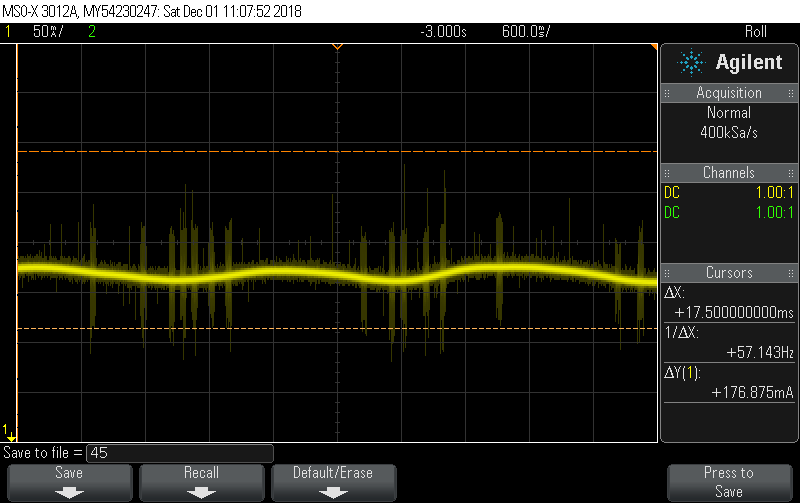 MSO-X 3012A, MY54230247: Sat Dec 01 11:07:52 2018
1 50%/ 2 -3.000s 600.0ms/ Roll
Agilent
Acquisition
Normal
400kSa/s
Channels
DC 1.00:1
DC 1.00:1
Cursors
ΔX:
+17.500000000ms
1/ΔX:
+57.143Hz
ΔY(1):
+176.875mA
1
Save to file = 45
Save
Recall
Default/Erase
Press to
Save